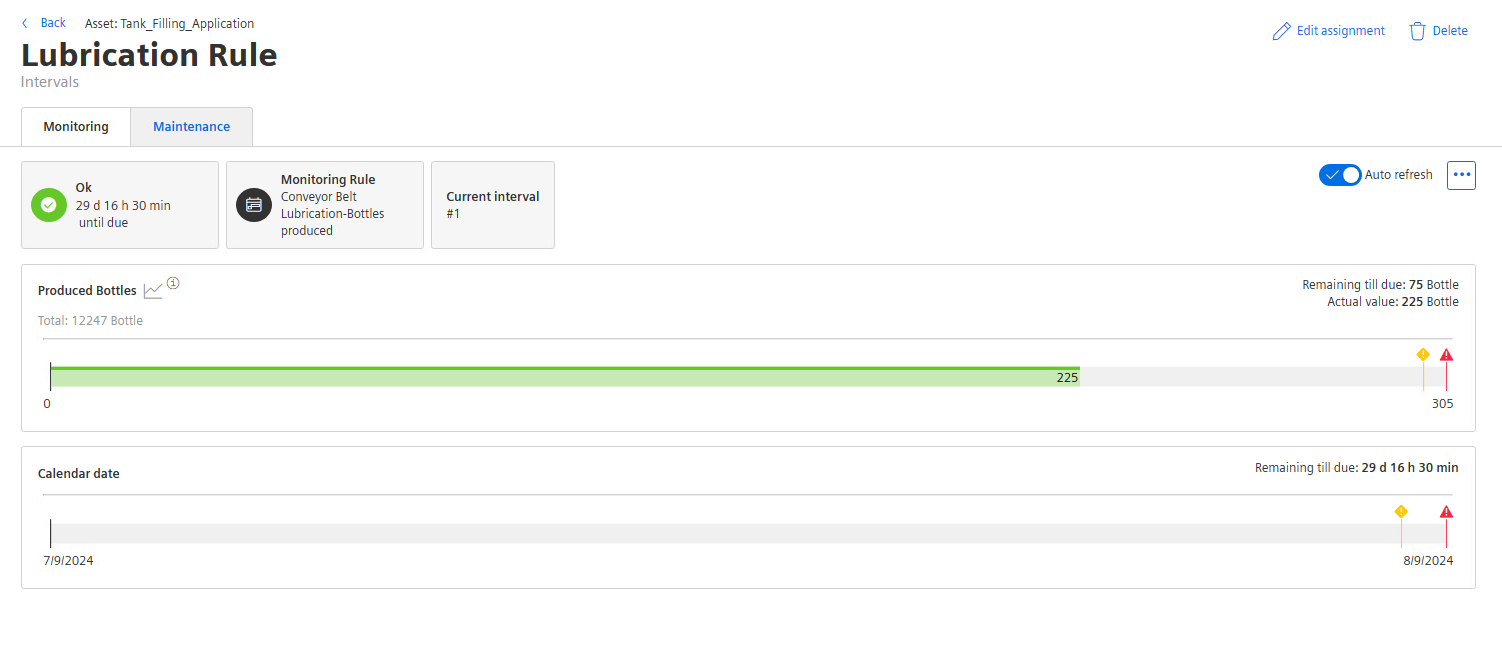 Back
Asset: Tank_Filling_Application
Edit assignment
Delete
Lubrication Rule
Intervals
Monitoring
Maintenance
Ok
29 d 16 h 30 min
until due
Monitoring Rule
Conveyor Belt
Lubrication-Bottles
produced
Current interval
#1
Auto refresh
Produced Bottles
Total: 12247 Bottle
Remaining till due: 75 Bottle
Actual value: 225 Bottle
225
0
305
Calendar date
Remaining till due: 29 d 16 h 30 min
7/9/2024
8/9/2024